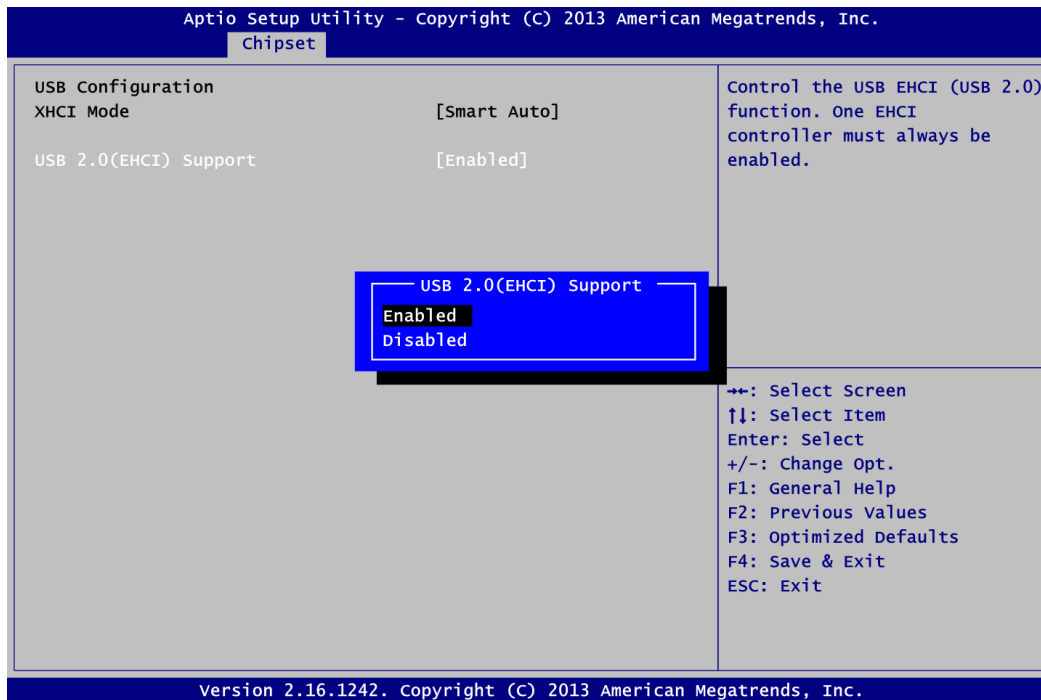 Aptio Setup Utility - Copyright (C) 2013 American Megatrends, Inc.
Chipset
USB Configuration
XHCI Mode [Smart Auto]
USB 2.0(EHCI) Support [Enabled]
USB 2.0(EHCI) Support
Enabled
Disabled
Control the USB EHCI (USB 2.0)
function. One EHCI
controller must always be
enabled.
→←: Select Screen
↑↓: Select Item
Enter: Select
+/-: Change Opt.
F1: General Help
F2: Previous Values
F3: Optimized Defaults
F4: Save & Exit
ESC: Exit
Version 2.16.1242. Copyright (C) 2013 American Megatrends, Inc.